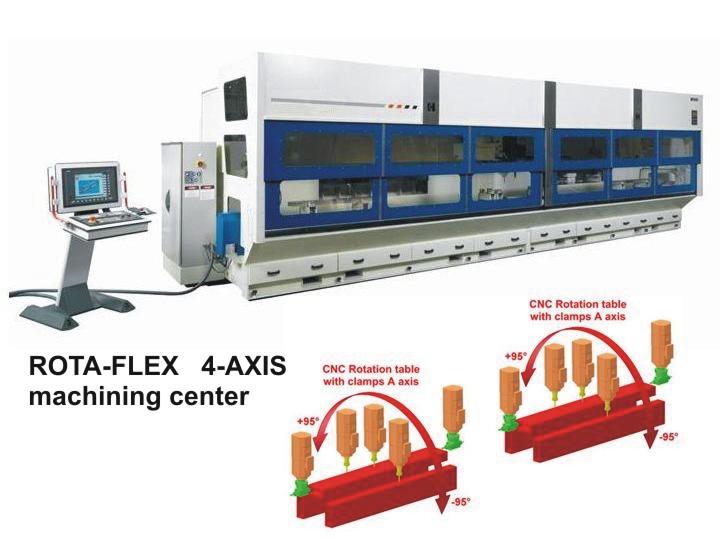 CNC Rotation table
with clamps A axis
+95°
-95°
ROTA-FLEX 4-AXIS
machining center
CNC Rotation table
with clamps A axis
+95°
-95°